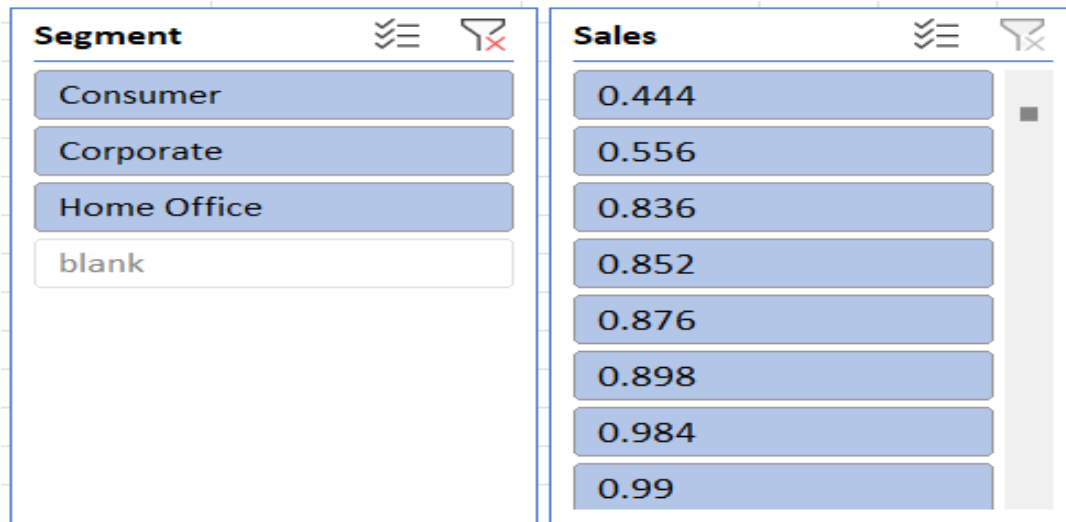 Segment
Consumer
Corporate
Home Office
blank
Sales
0.444
0.556
0.836
0.852
0.876
0.898
0.984
0.99